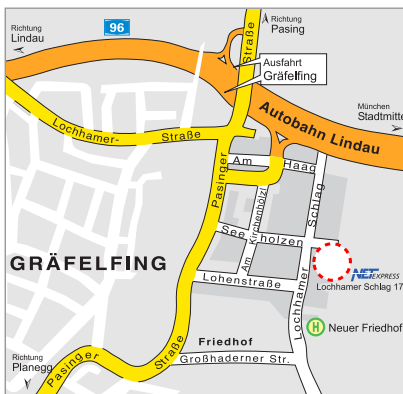 Richtung
Pasing
96
Richtung
Lindau
Straße
Ausfahrt
Gräfelfing
Autobahn Lindau
München
Stadtmitte
Lochhamer- Straße
Pasinger
Am Haag
Schlag
Am Kirchenhölzl
See holzen
GRÄFELFING
NET EXPRESS
Lochhamer Schlag 17
Lohenstraße
Lochhamer
H Neuer Friedhof
Friedhof
Großhaderner Str.
Richtung
Planegg
Pasinger Straße